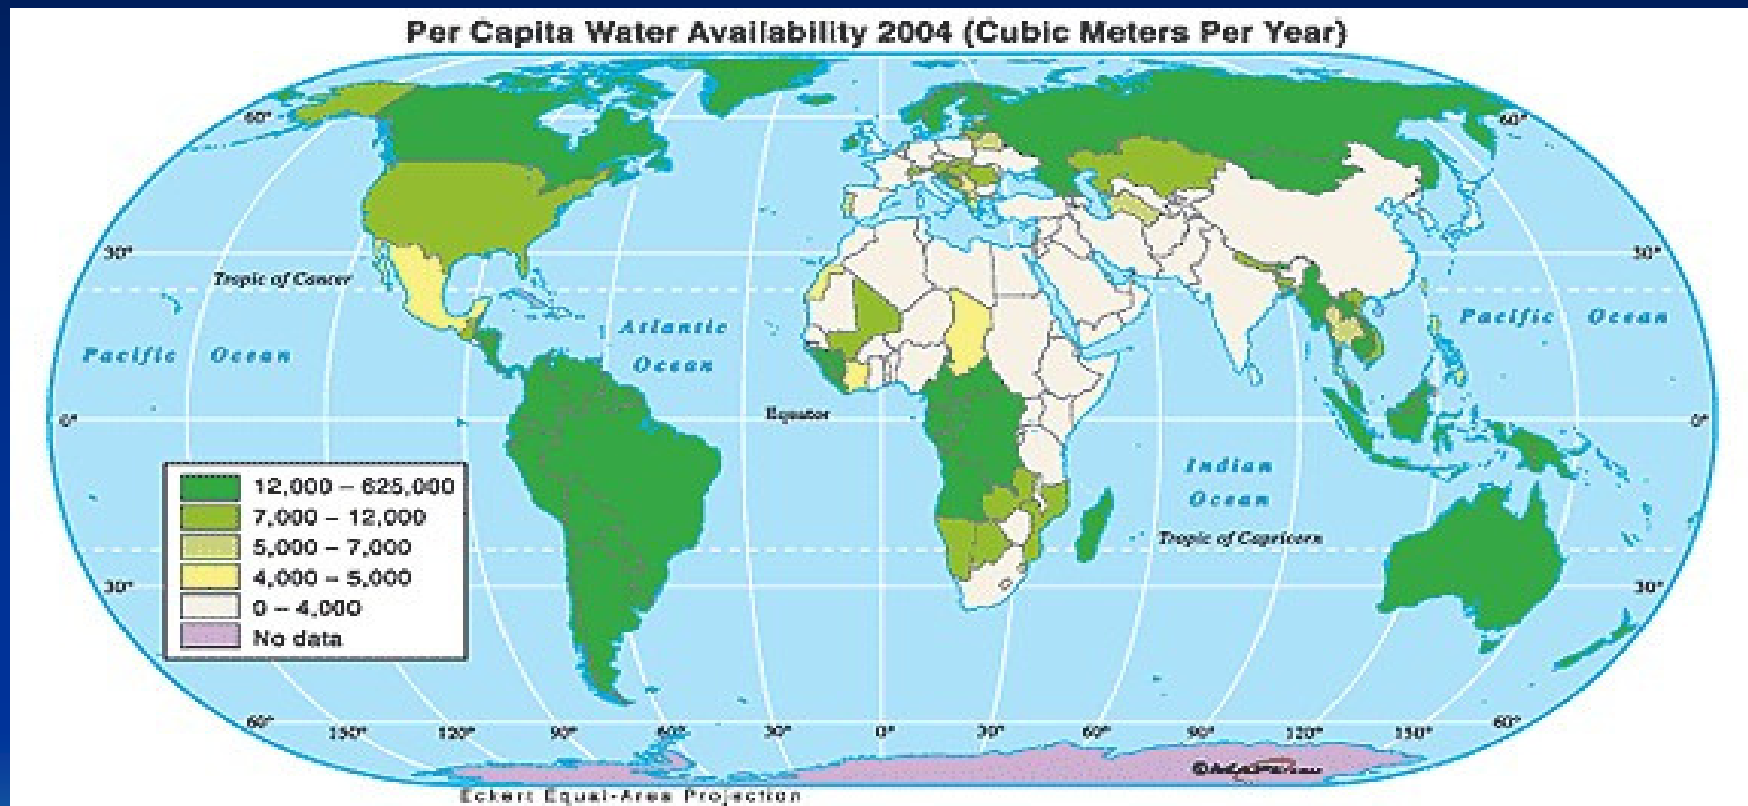 Per Capita Water Availability 2004 (Cubic Meters Per Year)
60° 60°
30° 30°
Tropic of Cancer
Atlantic
Ocean
Pacific Ocean
Pacific Ocean
Equator
0° 0°
Indian
Ocean
Tropic of Capricorn
30° 30°
12,000 – 625,000
7,000 – 12,000
5,000 – 7,000
4,000 – 5,000
0 – 4,000
No data
60° 60°
150° 120° 90° 60° 30° 0° 30° 60° 90° 120° 150°
Eckert Equal-Area Projection